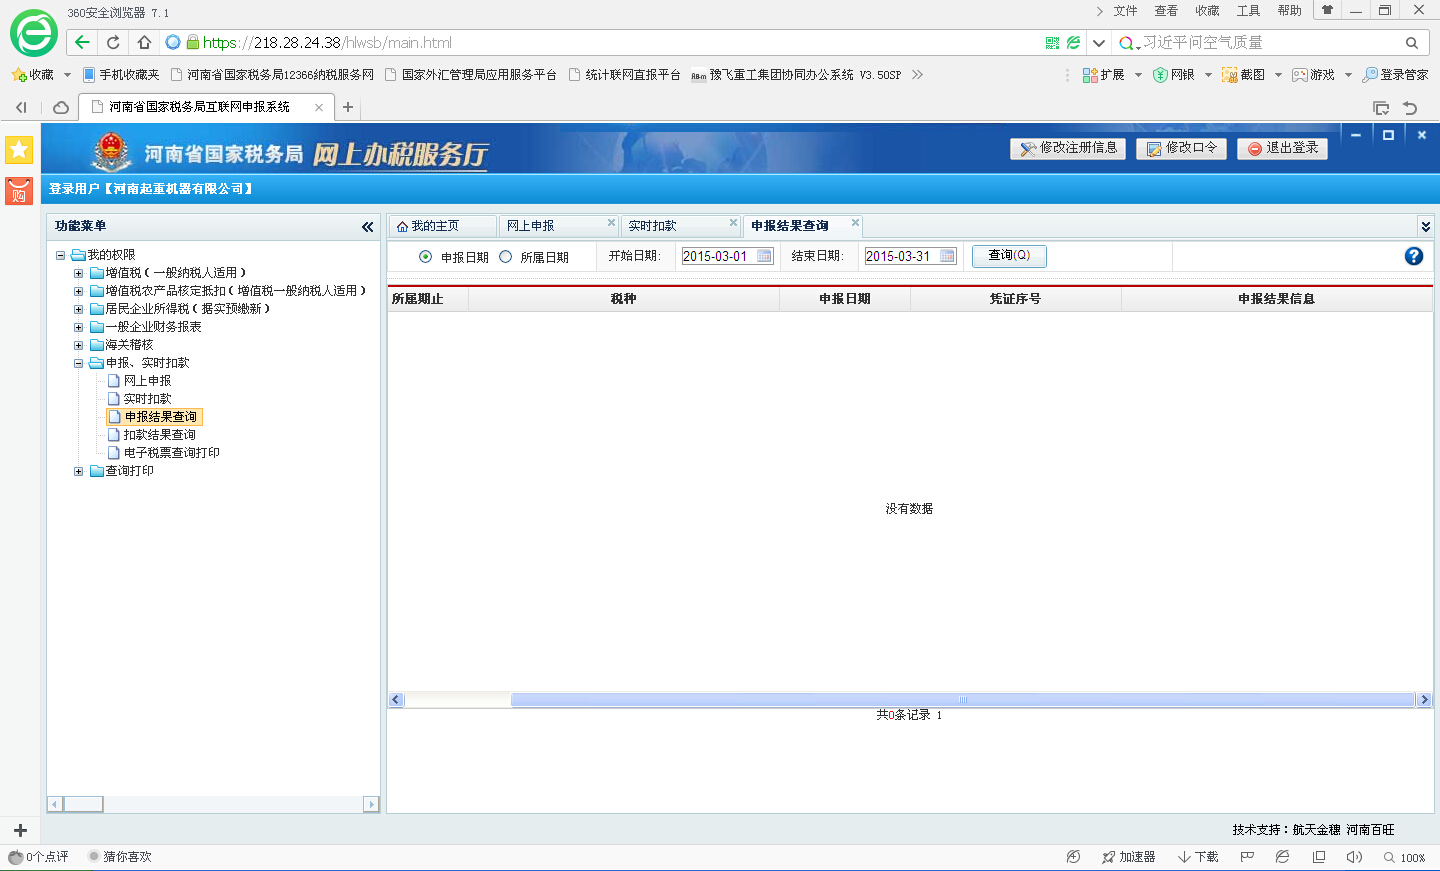 360安全浏览器 7.1
文件 查看 收藏 工具 帮助
https://218.28.24.38/hlwsb/main.html
习近平问空气质量
收藏 手机收藏夹 河南省国家税务局12366纳税服务网 国家外汇管理局应用服务平台 统计联网直报平台 豫飞重工集团协同办公系统 V3.50SP
扩展 网银 截图 游戏 登录管家
河南省国家税务局互联网申报系统
河南省国家税务局 网上办税服务厅
修改注册信息 修改口令 退出登录
购
登录用户【河南起重机器有限公司】
功能菜单
我的权限
增值税(一般纳税人适用)
增值税农产品核定抵扣(增值税一般纳税人适用)
居民企业所得税(据实预缴新)
一般企业财务报表
海关稽核
申报、实时扣款
网上申报
实时扣款
申报结果查询
扣款结果查询
电子税票查询打印
查询打印
我的主页 网上申报 实时扣款 申报结果查询
申报日期 所属日期 开始日期: 2015-03-01 结束日期: 2015-03-31 查询(Q)
所属期止 税种 申报日期 凭证序号 申报结果信息
没有数据
共0条记录 1
技术支持:航天金穗 河南百旺
0个点评 猜你喜欢
加速器 下载 100%